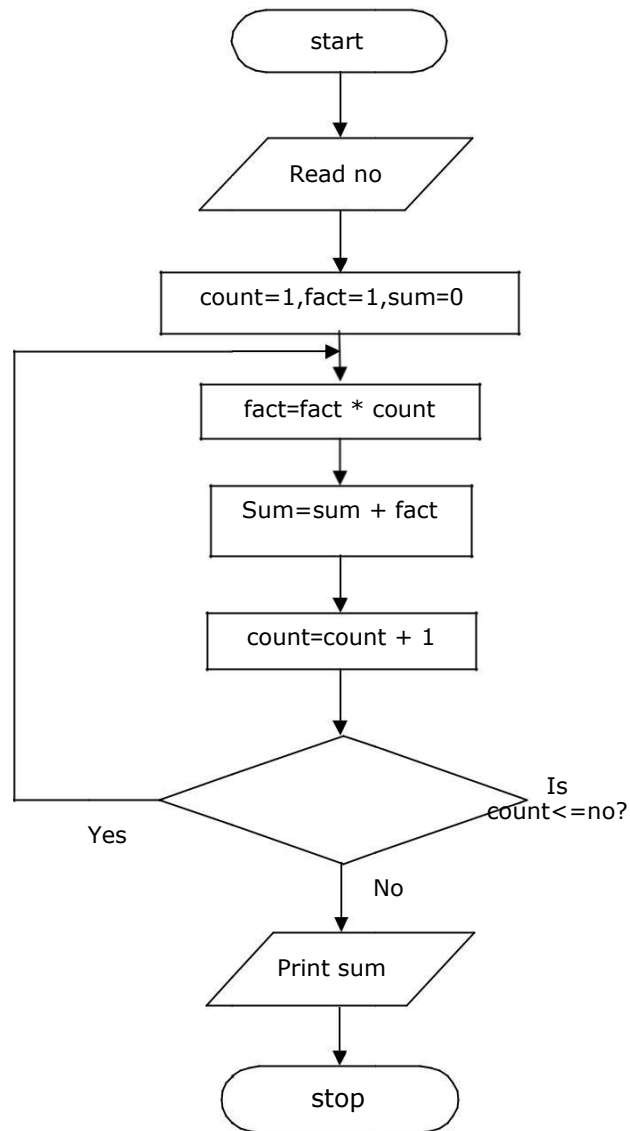 start
Read no
count=1,fact=1,sum=0
fact=fact * count
Sum=sum + fact
count=count + 1
Is
count<=no?
Yes
No
Print sum
stop